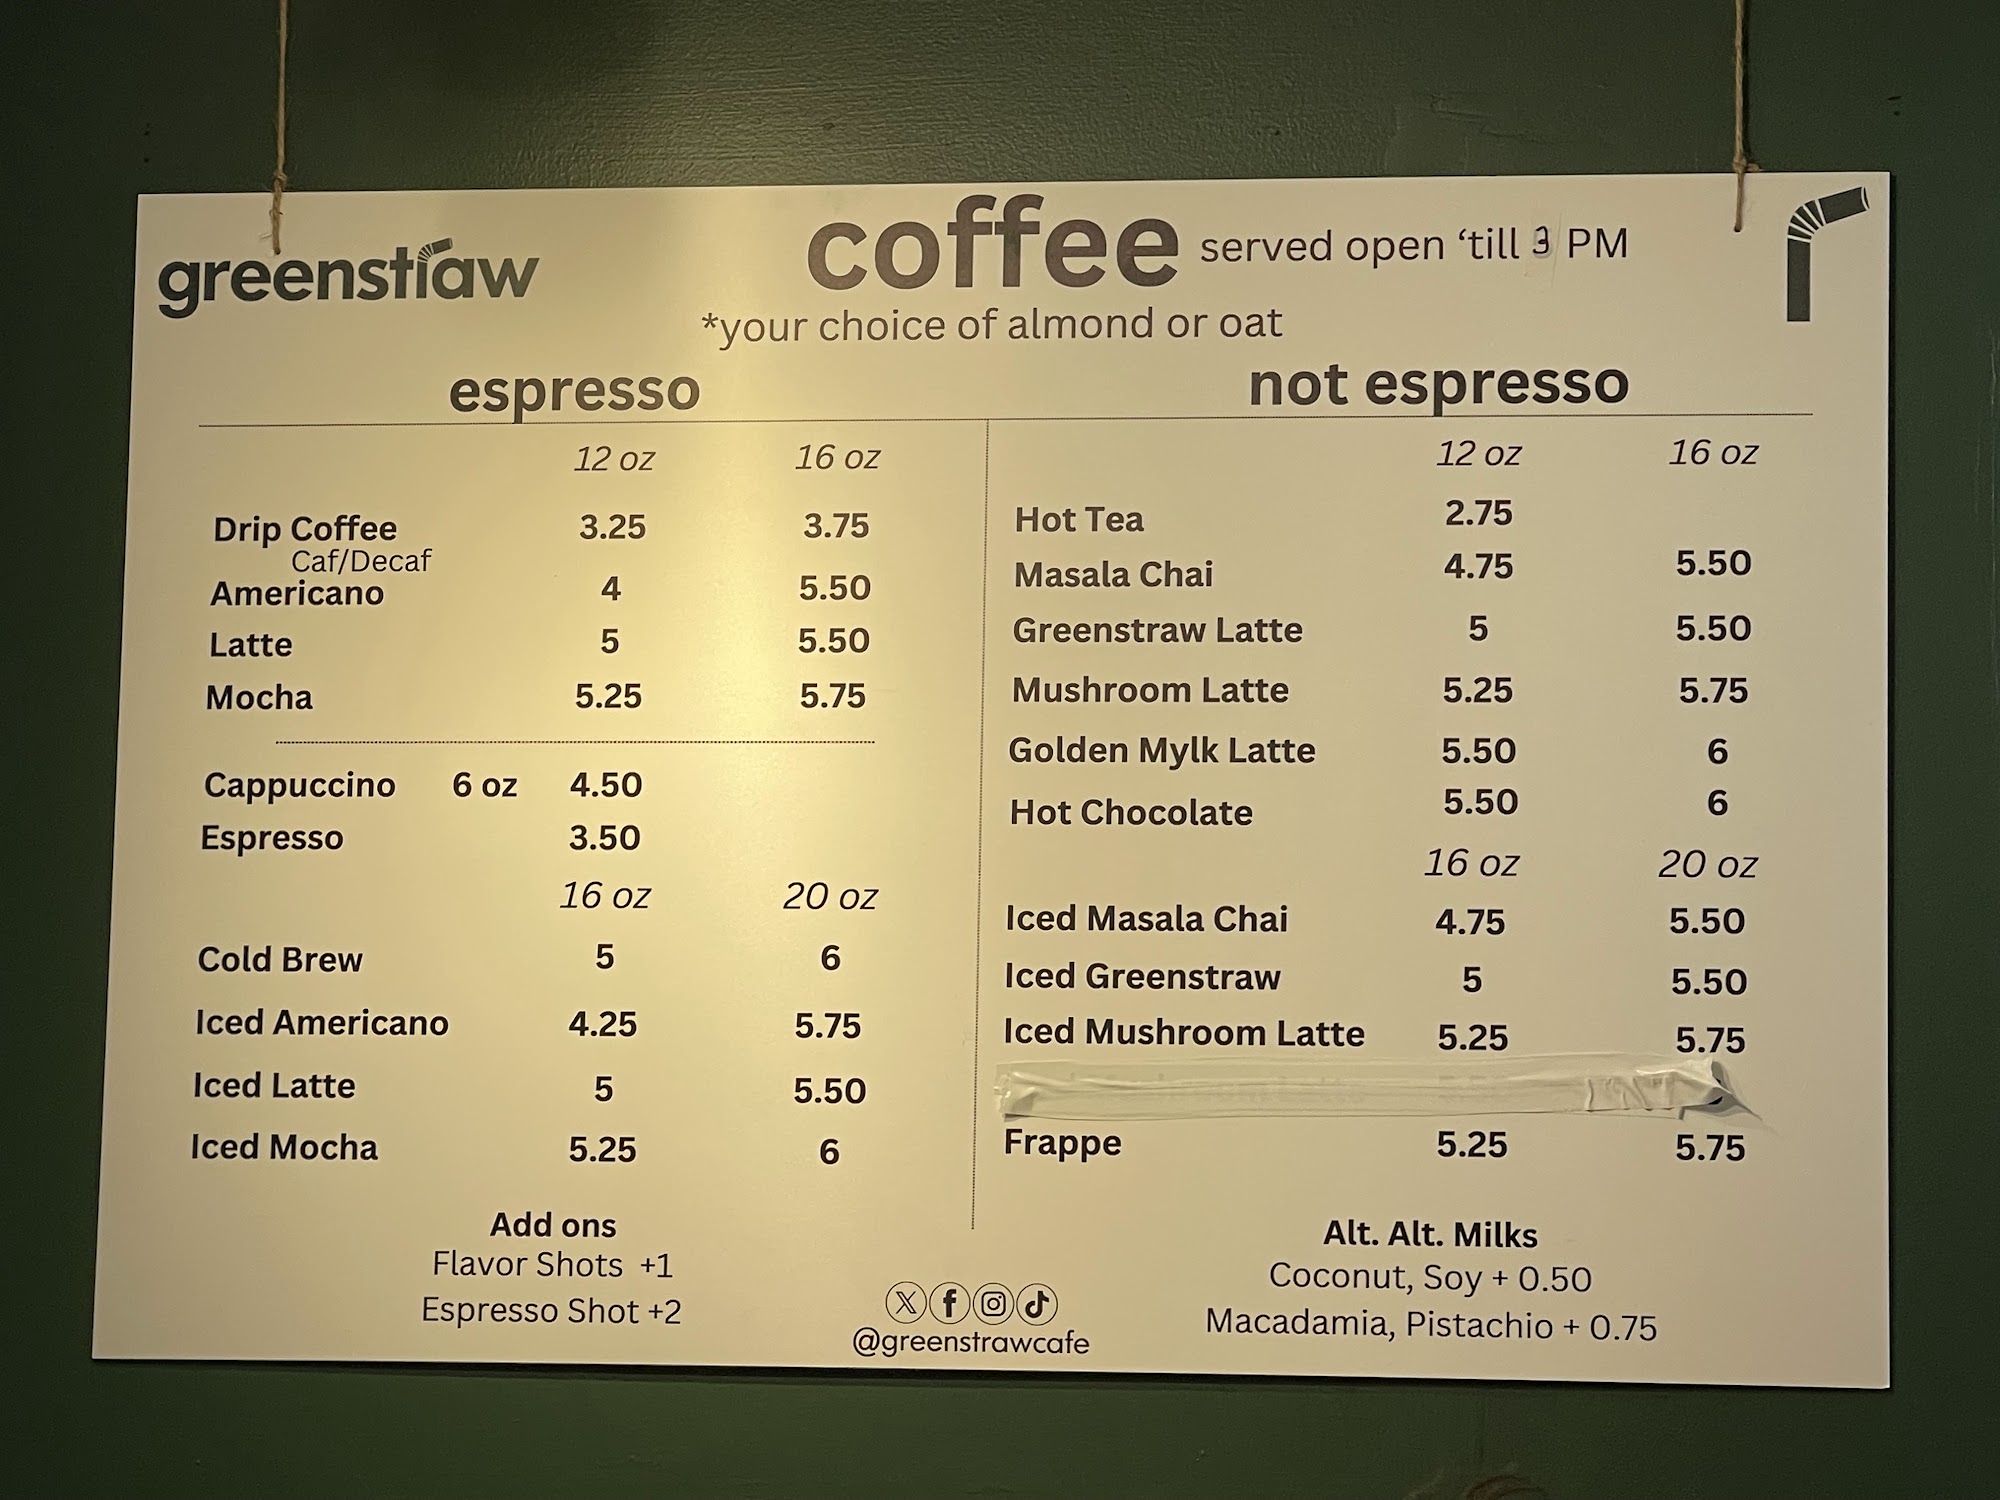 greenstraw
coffee served open ‘till 3 PM
*your choice of almond or oat
espresso
12 oz 16 oz
Drip Coffee 3.25 3.75
Caf/Decaf
Americano 4 5.50
Latte 5 5.50
Mocha 5.25 5.75
Cappuccino 6 oz 4.50
Espresso 3.50
16 oz 20 oz
Cold Brew 5 6
Iced Americano 4.25 5.75
Iced Latte 5 5.50
Iced Mocha 5.25 6
Add ons
Flavor Shots +1
Espresso Shot +2
not espresso
12 oz 16 oz
Hot Tea 2.75
Masala Chai 4.75 5.50
Greenstraw Latte 5 5.50
Mushroom Latte 5.25 5.75
Golden Mylk Latte 5.50 6
Hot Chocolate 5.50 6
16 oz 20 oz
Iced Masala Chai 4.75 5.50
Iced Greenstraw 5 5.50
Iced Mushroom Latte 5.25 5.75
Frappe 5.25 5.75
Alt. Alt. Milks
Coconut, Soy + 0.50
Macadamia, Pistachio + 0.75
@greenstrawcafe